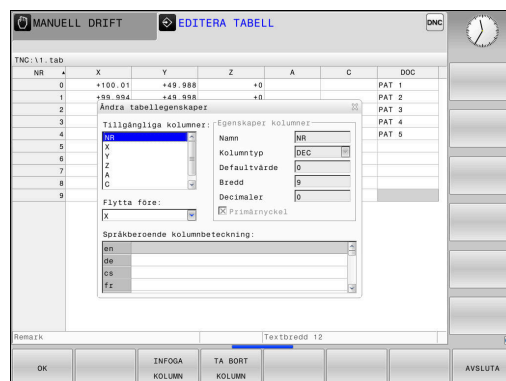 MANUELL DRIFT
EDITERA TABELL
DNC
TNC:\1.tab
NR X Y Z A C DOC
0 +100.01 +49.988 +0 PAT 1
1 +99.994 +49.998 +0 PAT 2
2 PAT 3
3 PAT 4
4 PAT 5
5
6
7
8
9
Ändra tabellegenskaper
Tillgängliga kolumner:
NR
X
Y
Z
A
C
Flytta före:
X
Egenskaper kolumner
Namn NR
Kolumntyp DEC
Defaultvärde 0
Bredd 9
Decimaler 0
Primärnyckel
Språkberoende kolumnbeteckning:
en
de
cs
fr
Remark Textbredd 12
OK
INFOGA KOLUMN
TA BORT KOLUMN
AVSLUTA